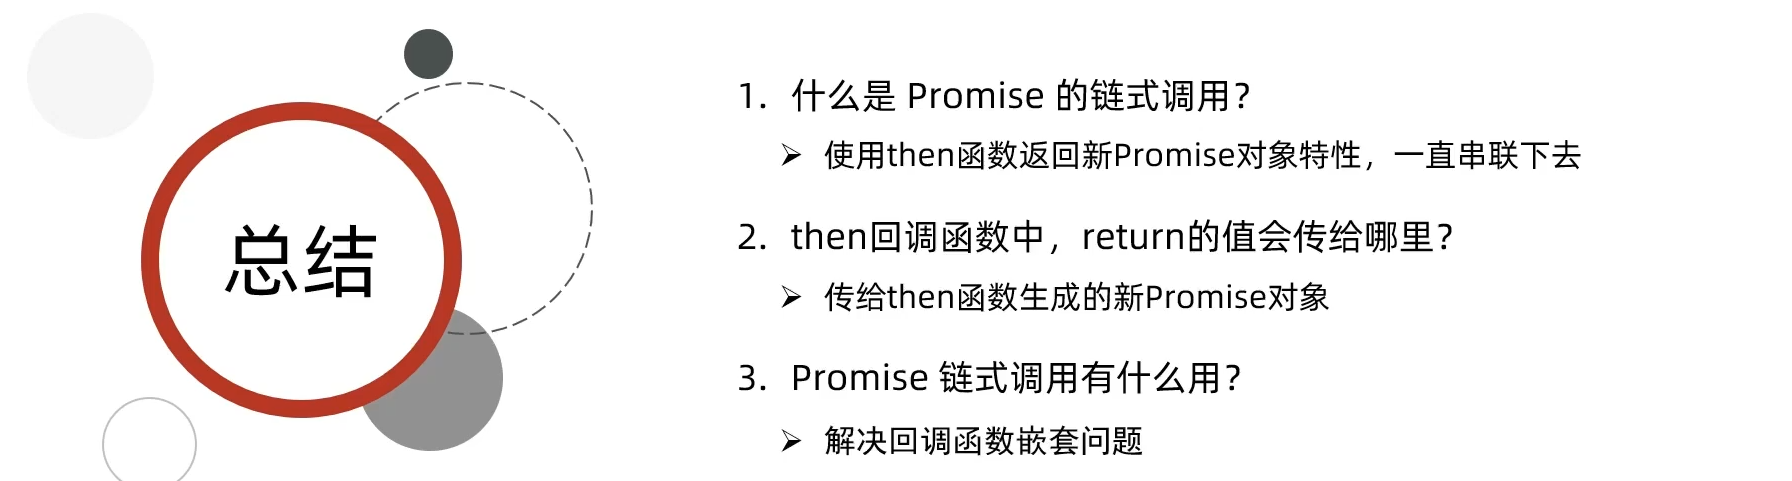 总结
1. 什么是 Promise 的链式调用？
➢ 使用then函数返回新Promise对象特性，一直串联下去
2. then回调函数中，return的值会传给哪里？
➢ 传给then函数生成的新Promise对象
3. Promise 链式调用有什么用？
➢ 解决回调函数嵌套问题